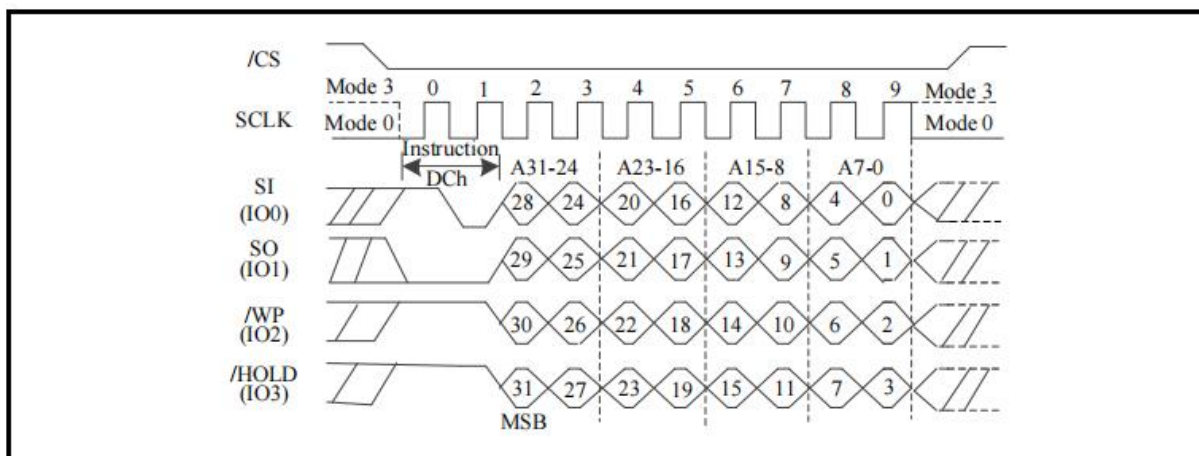 /CS
Mode 3 0 1 2 3 4 5 6 7 8 9 Mode 3
SCLK
Mode 0 Mode 0
Instruction
DCh
A31-24 A23-16 A15-8 A7-0
SI
(IO0)
28 24 20 16 12 8 4 0
SO
(IO1)
29 25 21 17 13 9 5 1
/WP
(IO2)
30 26 22 18 14 10 6 2
/HOLD
(IO3)
31 27 23 19 15 11 7 3
MSB